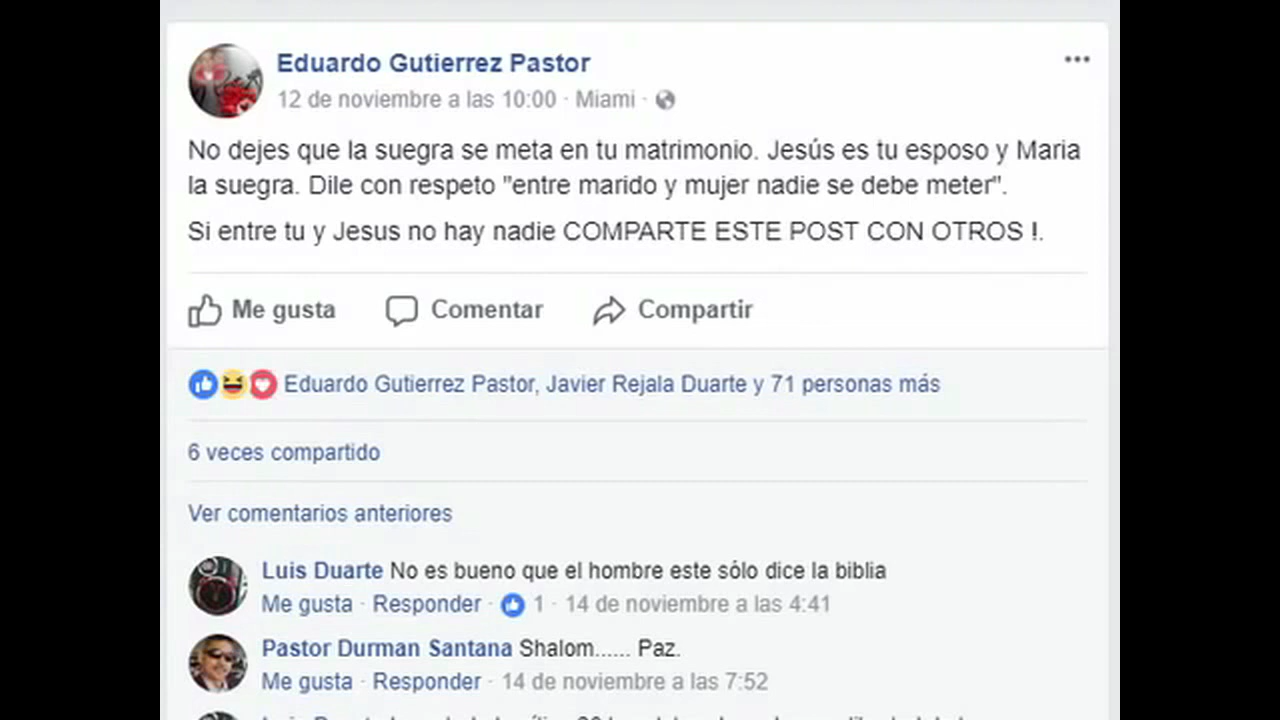 Eduardo Gutierrez Pastor
12 de noviembre a las 10:00 · Miami ·
No dejes que la suegra se meta en tu matrimonio. Jesús es tu esposo y Maria
la suegra. Dile con respeto "entre marido y mujer nadie se debe meter".
Si entre tu y Jesus no hay nadie COMPARTE ESTE POST CON OTROS !.
Me gusta Comentar Compartir
Eduardo Gutierrez Pastor, Javier Rejala Duarte y 71 personas más
6 veces compartido
Ver comentarios anteriores
Luis Duarte No es bueno que el hombre este sólo dice la biblia
Me gusta · Responder · 1 · 14 de noviembre a las 4:41
Pastor Durman Santana Shalom...... Paz.
Me gusta · Responder · 14 de noviembre a las 7:52